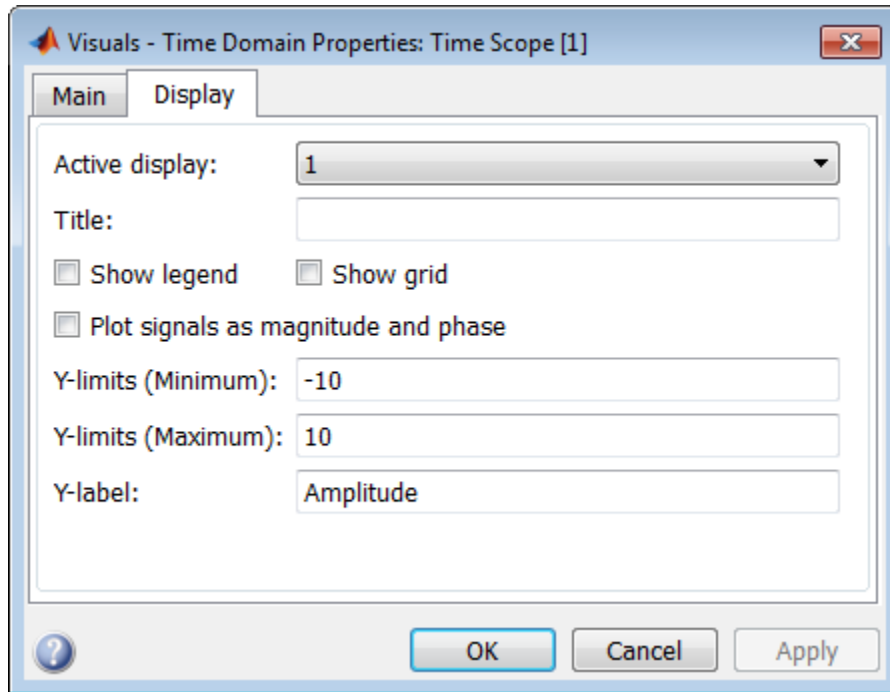 Visuals - Time Domain Properties: Time Scope [1]
Main Display
Active display: 1
Title:
Show legend Show grid
Plot signals as magnitude and phase
Y-limits (Minimum): -10
Y-limits (Maximum): 10
Y-label: Amplitude
? OK Cancel Apply